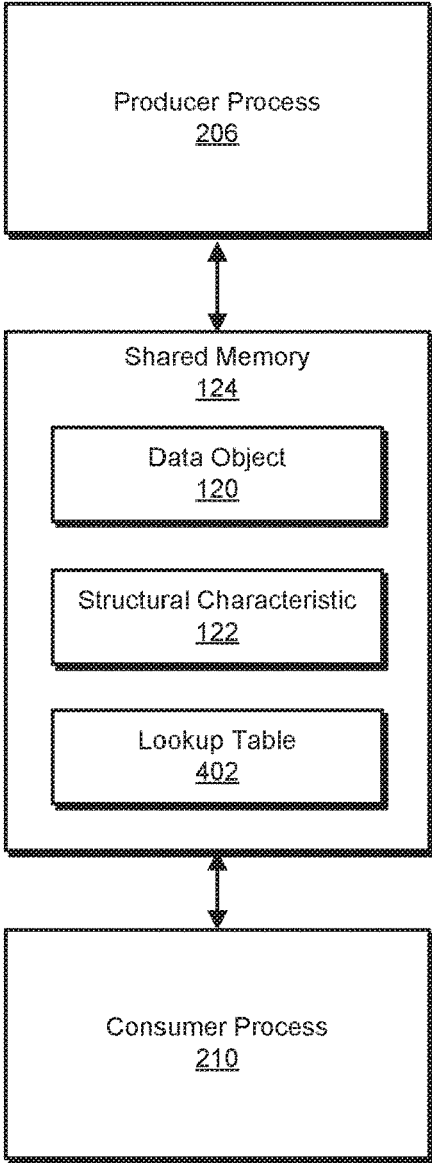 Producer Process
206
Shared Memory
124
Data Object
120
Structural Characteristic
122
Lookup Table
402
Consumer Process
210